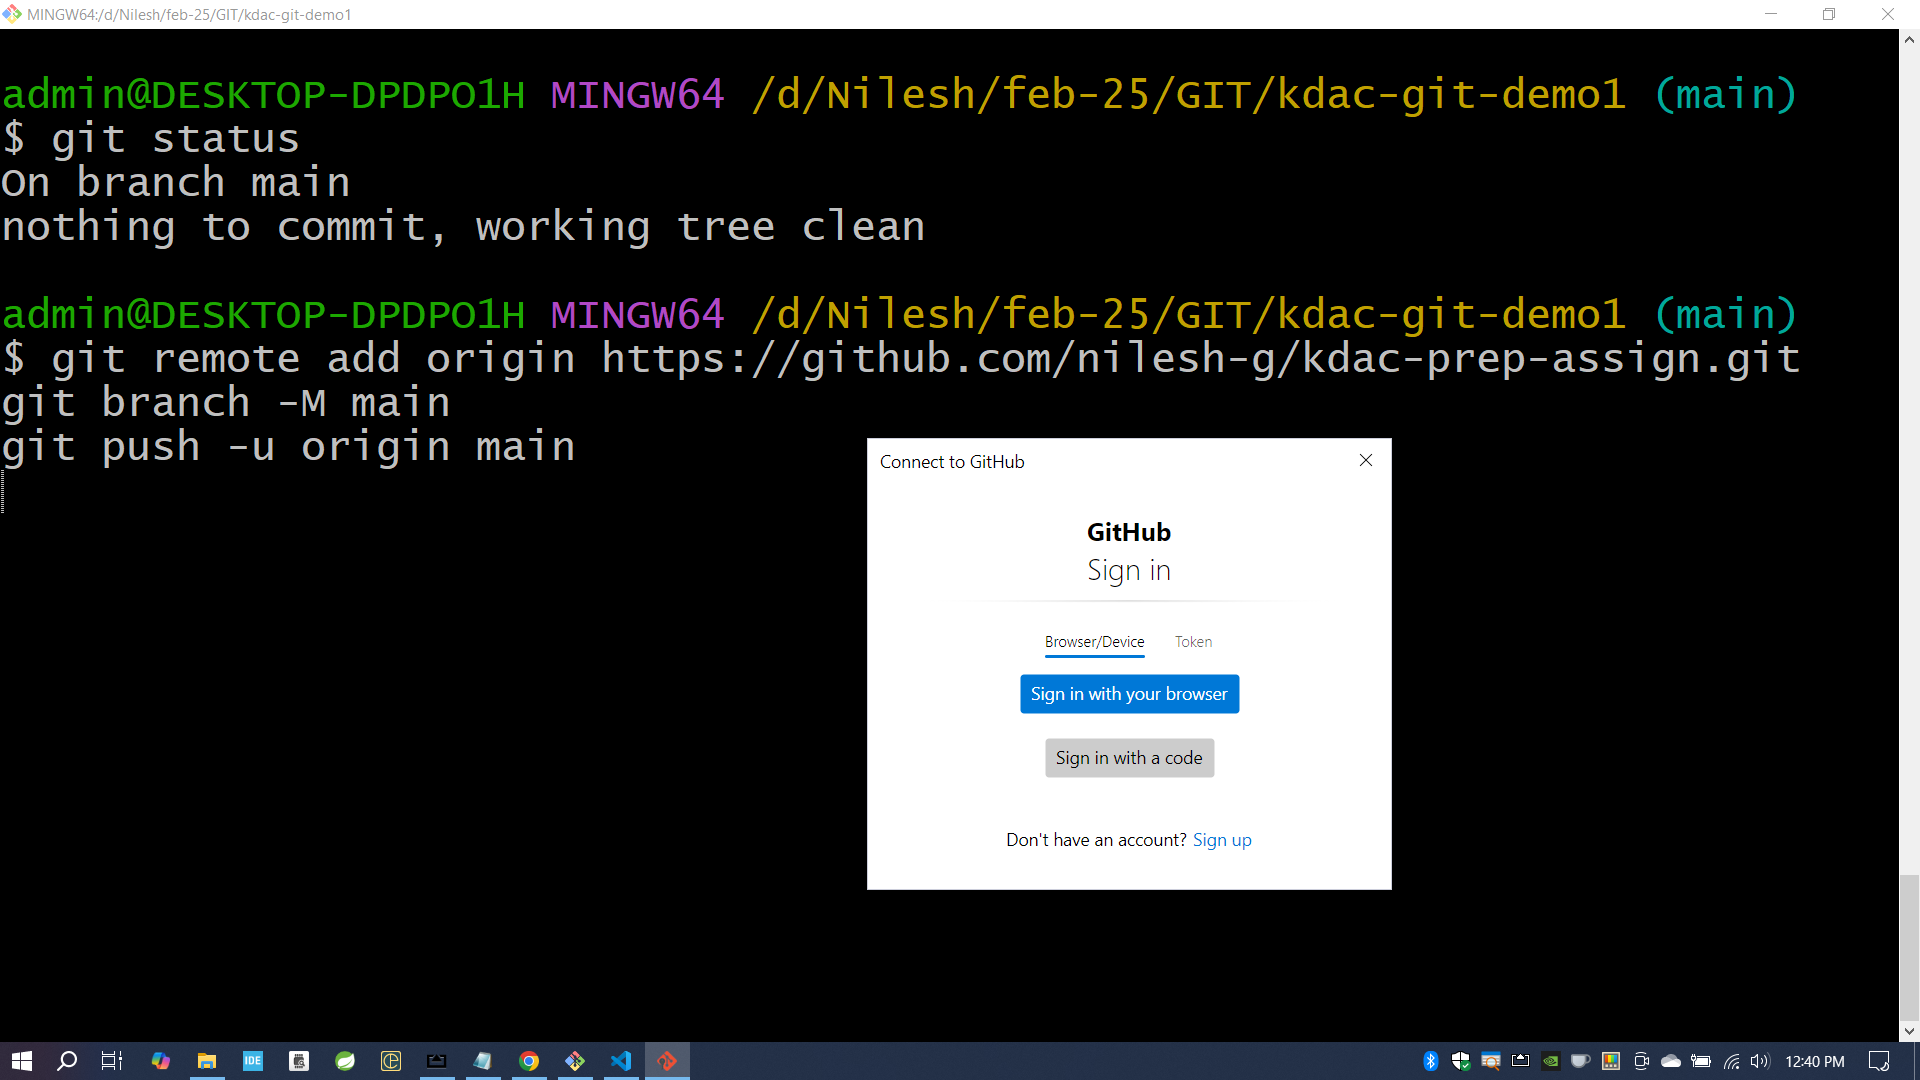 MINGW64:/d/Nilesh/feb-25/GIT/kdac-git-demo1
admin@DESKTOP-DPDPO1H MINGW64 /d/Nilesh/feb-25/GIT/kdac-git-demo1 (main)
$ git status
On branch main
nothing to commit, working tree clean
admin@DESKTOP-DPDPO1H MINGW64 /d/Nilesh/feb-25/GIT/kdac-git-demo1 (main)
$ git remote add origin https://github.com/nilesh-g/kdac-prep-assign.git
git branch -M main
git push -u origin main
Connect to GitHub
GitHub
Sign in
Browser/Device Token
Sign in with your browser
Sign in with a code
Don't have an account? Sign up
IDE
12:40 PM